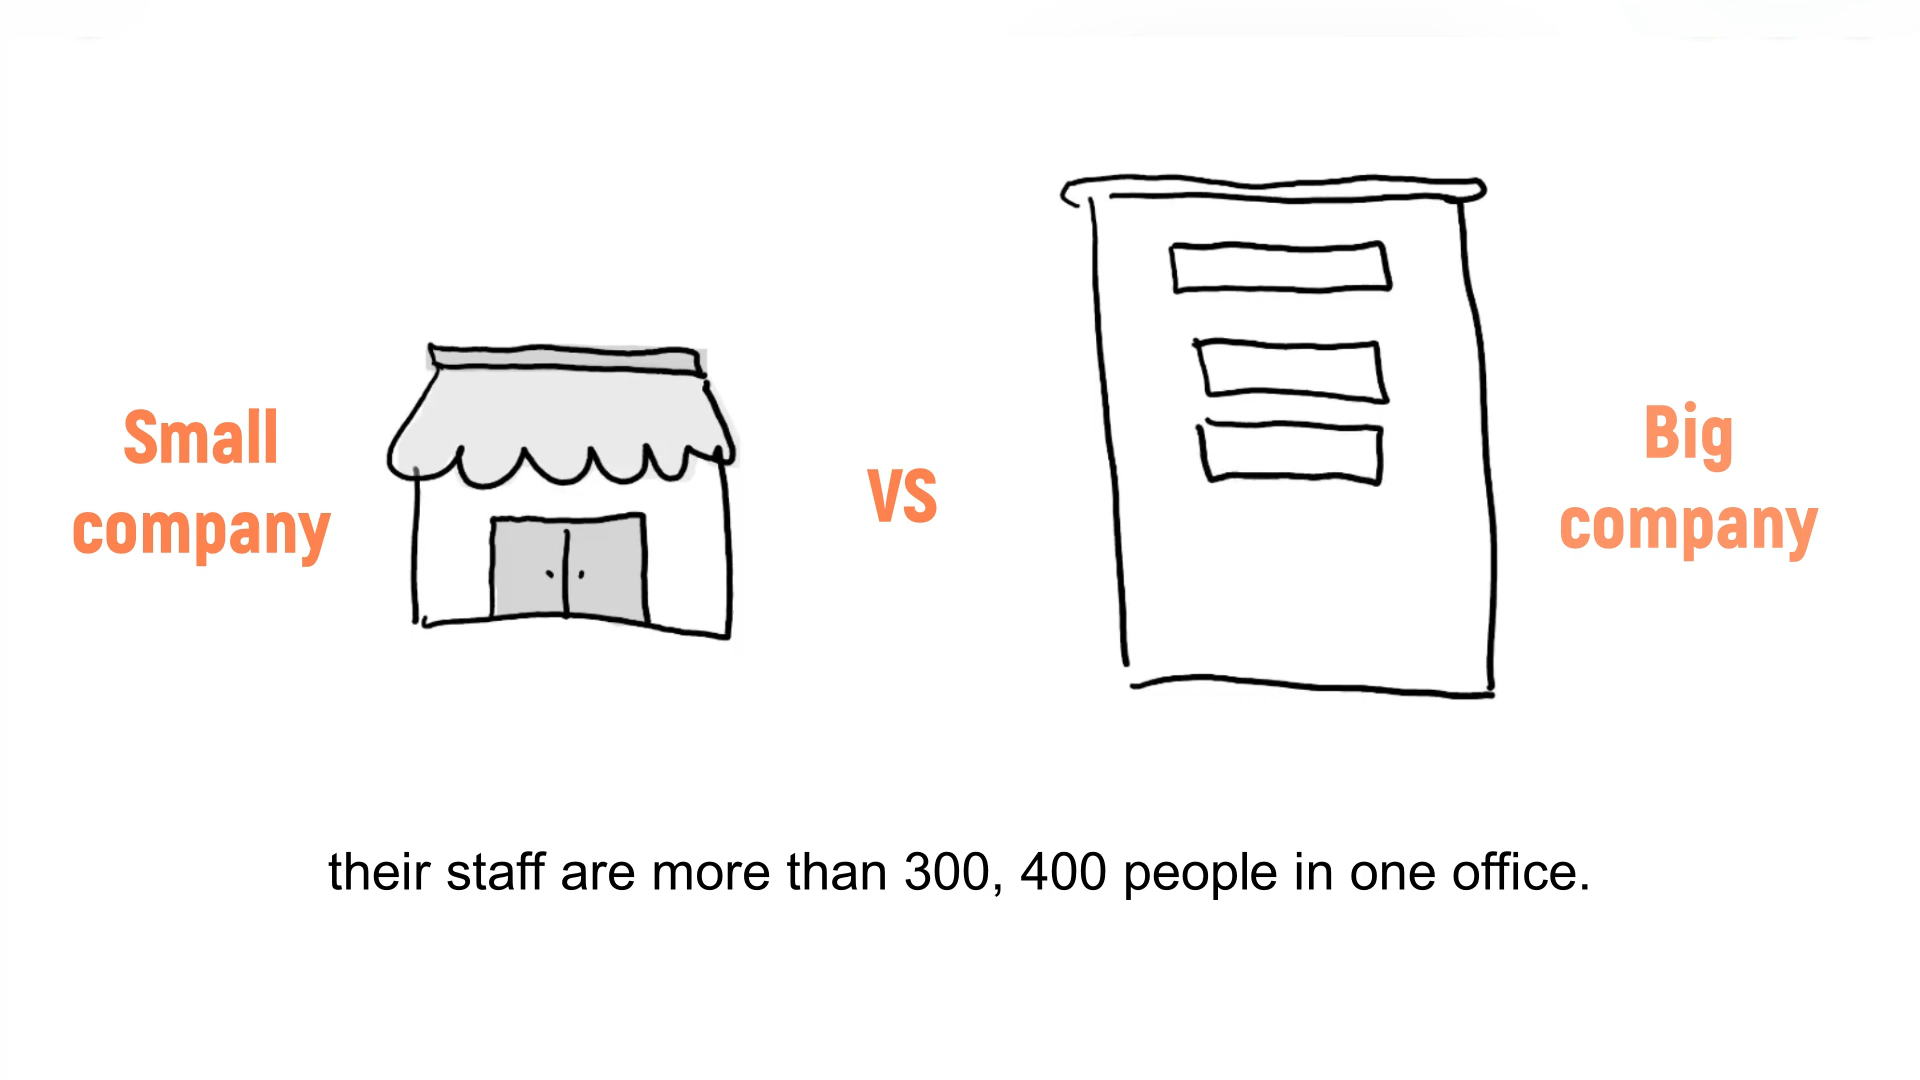 Small
company
VS
Big
company
their staff are more than 300, 400 people in one office.